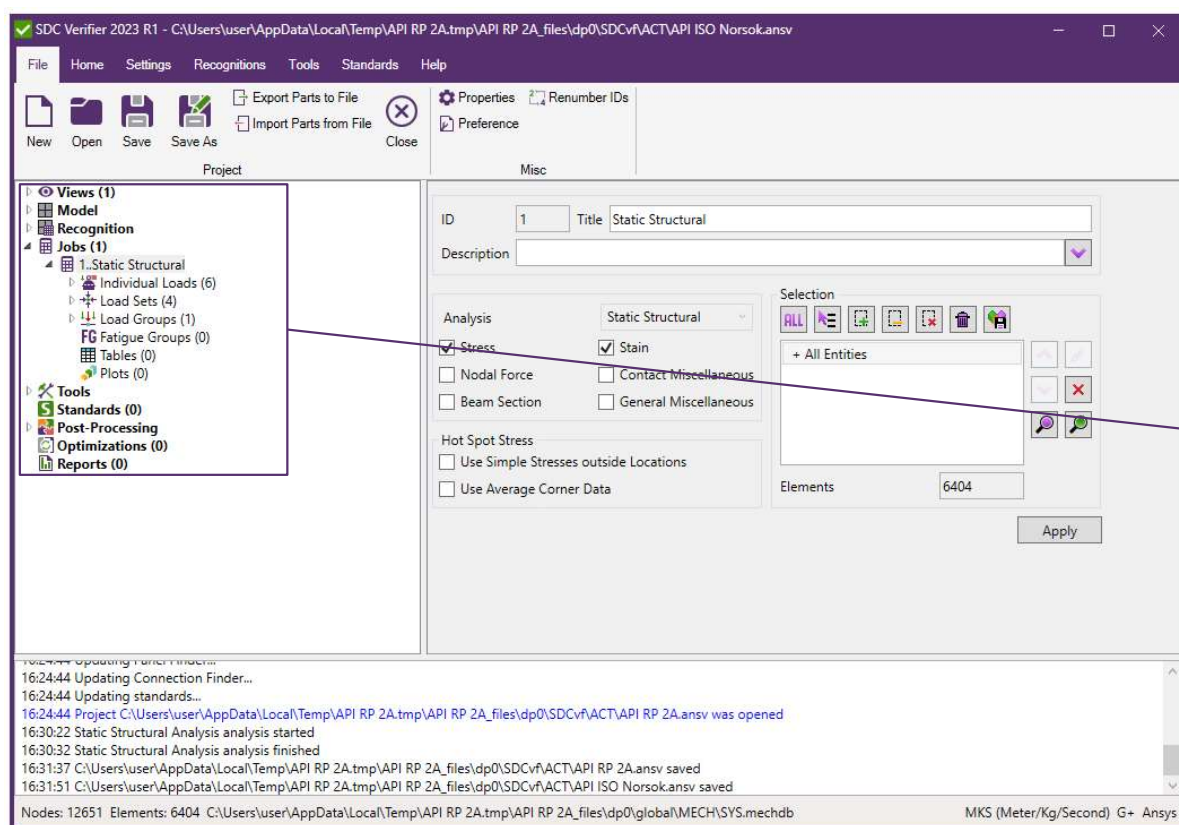 SDC Verifier 2023 R1 - C:\Users\user\AppData\Local\Temp\API RP 2A.tmp\API RP 2A_files\dp0\SDCvf\ACT\API ISO Norsok.ansv
File Home Settings Recognitions Tools Standards Help
New Open Save Save As Export Parts to File Import Parts from File Close
Project
Properties Renumber IDs
Preference
Misc
Views (1)
Model
Recognition
Jobs (1)
1..Static Structural
Individual Loads (6)
Load Sets (4)
Load Groups (1)
FG Fatigue Groups (0)
Tables (0)
Plots (0)
Tools
S Standards (0)
Post-Processing
Optimizations (0)
Reports (0)
ID 1 Title Static Structural
Description
Analysis Static Structural
Stress Stain
Nodal Force Contact Miscellaneous
Beam Section General Miscellaneous
Hot Spot Stress
Use Simple Stresses outside Locations
Use Average Corner Data
Selection
ALL
+ All Entities
Elements 6404
Apply
16:24:44 Updating Panel Finder...
16:24:44 Updating Connection Finder...
16:24:44 Updating standards...
16:24:44 Project C:\Users\user\AppData\Local\Temp\API RP 2A.tmp\API RP 2A_files\dp0\SDCvf\ACT\API RP 2A.ansv was opened
16:30:22 Static Structural Analysis analysis started
16:30:32 Static Structural Analysis analysis finished
16:31:37 C:\Users\user\AppData\Local\Temp\API RP 2A.tmp\API RP 2A_files\dp0\SDCvf\ACT\API RP 2A.ansv saved
16:31:51 C:\Users\user\AppData\Local\Temp\API RP 2A.tmp\API RP 2A_files\dp0\SDCvf\ACT\API ISO Norsok.ansv saved
Nodes: 12651 Elements: 6404 C:\Users\user\AppData\Local\Temp\API RP 2A.tmp\API RP 2A_files\dp0\global\MECH\SYS.mechdb MKS (Meter/Kg/Second) G+ Ansys